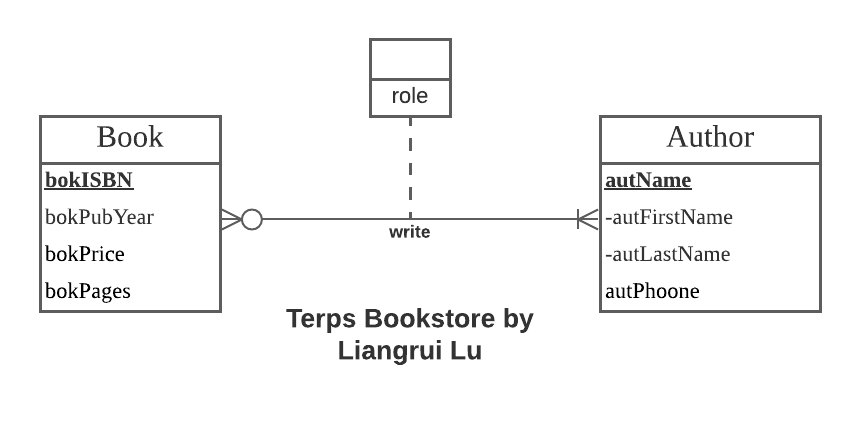 role
Book
bokISBN
bokPubYear
bokPrice
bokPages
write
Author
autName
-autFirstName
-autLastName
autPhoone
Terps Bookstore by
Liangrui Lu